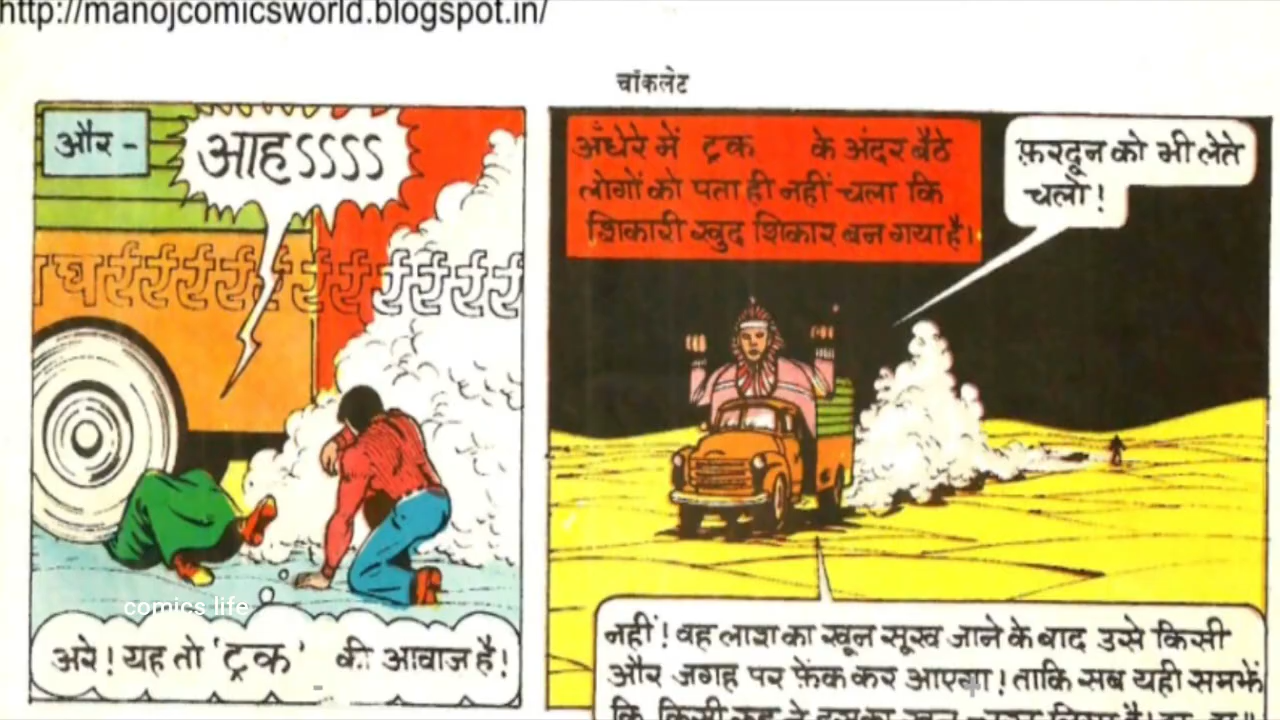 http://manojcomicsworld.blogspot.in/
चॉकलेट
और-
आहऽऽऽऽ
घर्रर्रर्रर्रर्रर्रर्रर्रर्रर्र
comics life
अरे! यह तो 'ट्रक' की आवाज है!
अँधेरे में ट्रक के अंदर बैठे
लोगों को पता ही नहीं चला कि
शिकारी खुद शिकार बन गया है।
फ़रदून को भी लेते
चलो!
नहीं! वह लाश का खून सूख जाने के बाद उसे किसी
और जगह पर फ़ेंक कर आएगा! ताकि सब यही समझें
कि किसी